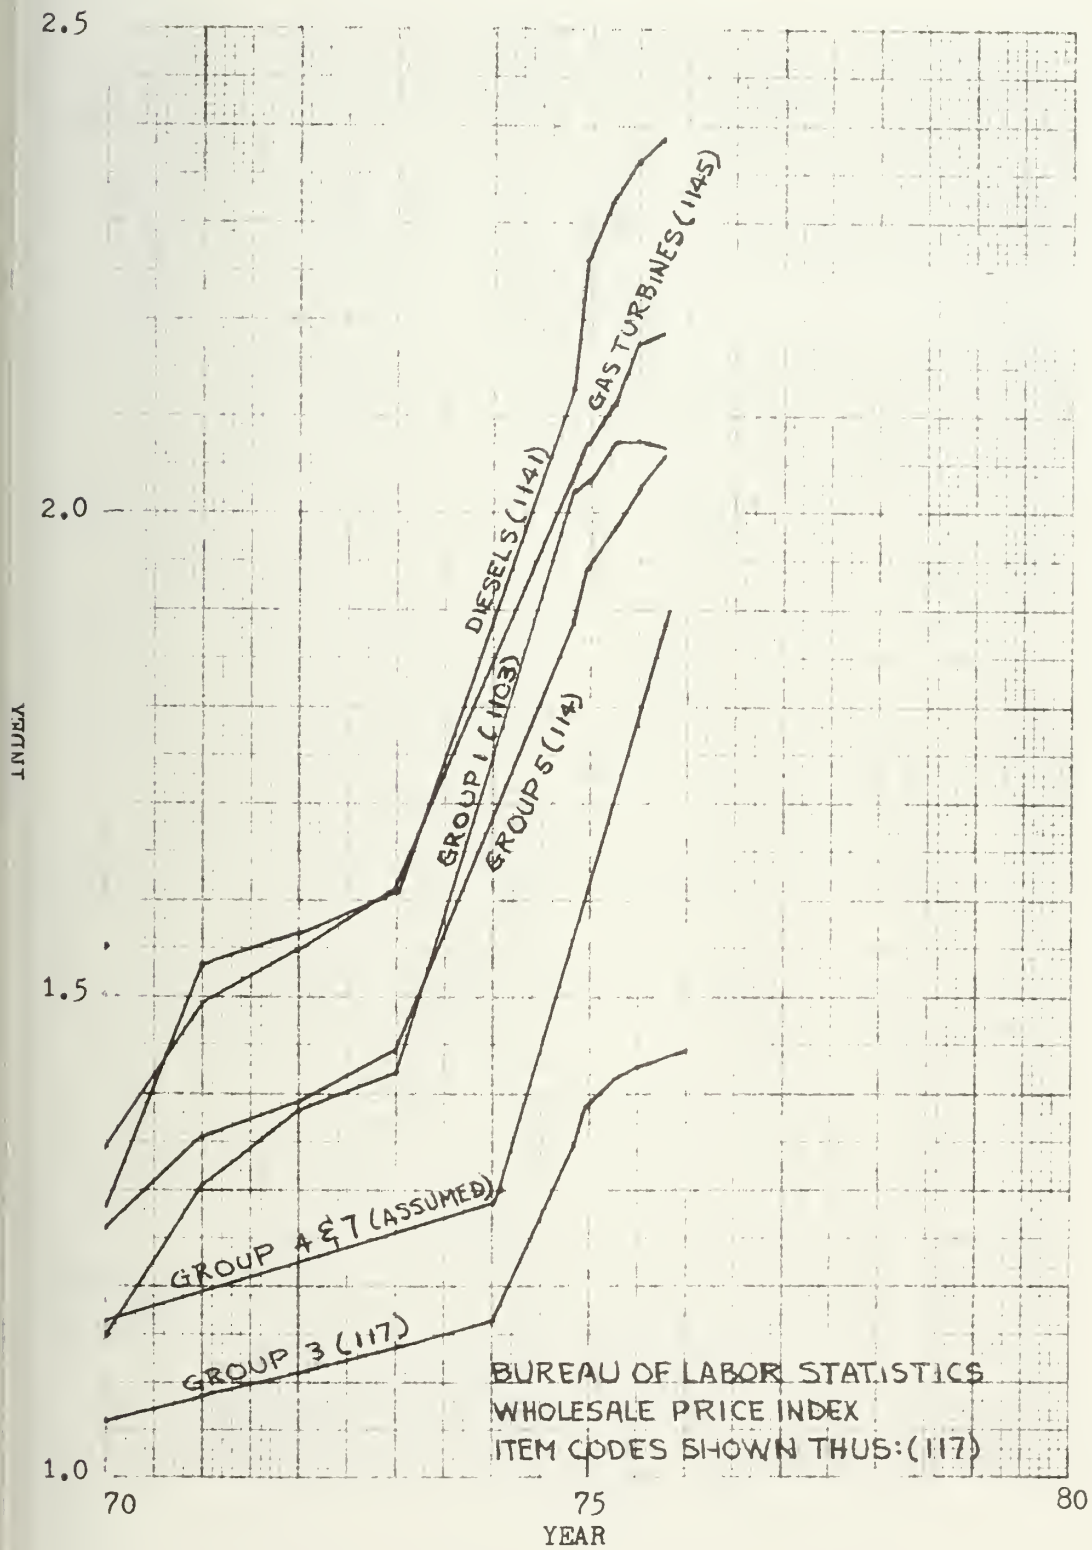 2.5
2.0
1.5
1.0
INDEX
70
75
80
YEAR
DIESELS (1141)
GAS TURBINES (1145)
GROUP 1 (1103)
GROUP 5 (114)
GROUP 4 & 7 (ASSUMED)
GROUP 3 (117)
BUREAU OF LABOR STATISTICS
WHOLESALE PRICE INDEX
ITEM CODES SHOWN THUS: (117)